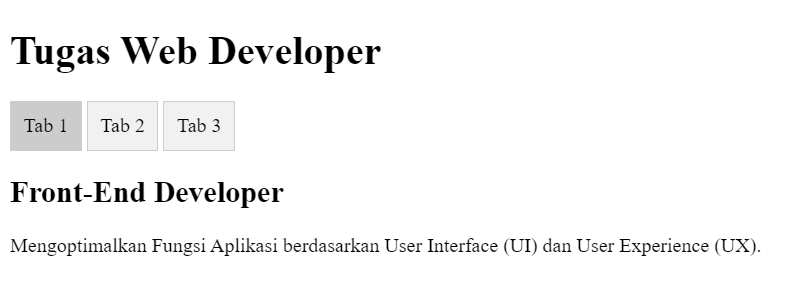 Tugas Web Developer
Tab 1 Tab 2 Tab 3
Front-End Developer
Mengoptimalkan Fungsi Aplikasi berdasarkan User Interface (UI) dan User Experience (UX).